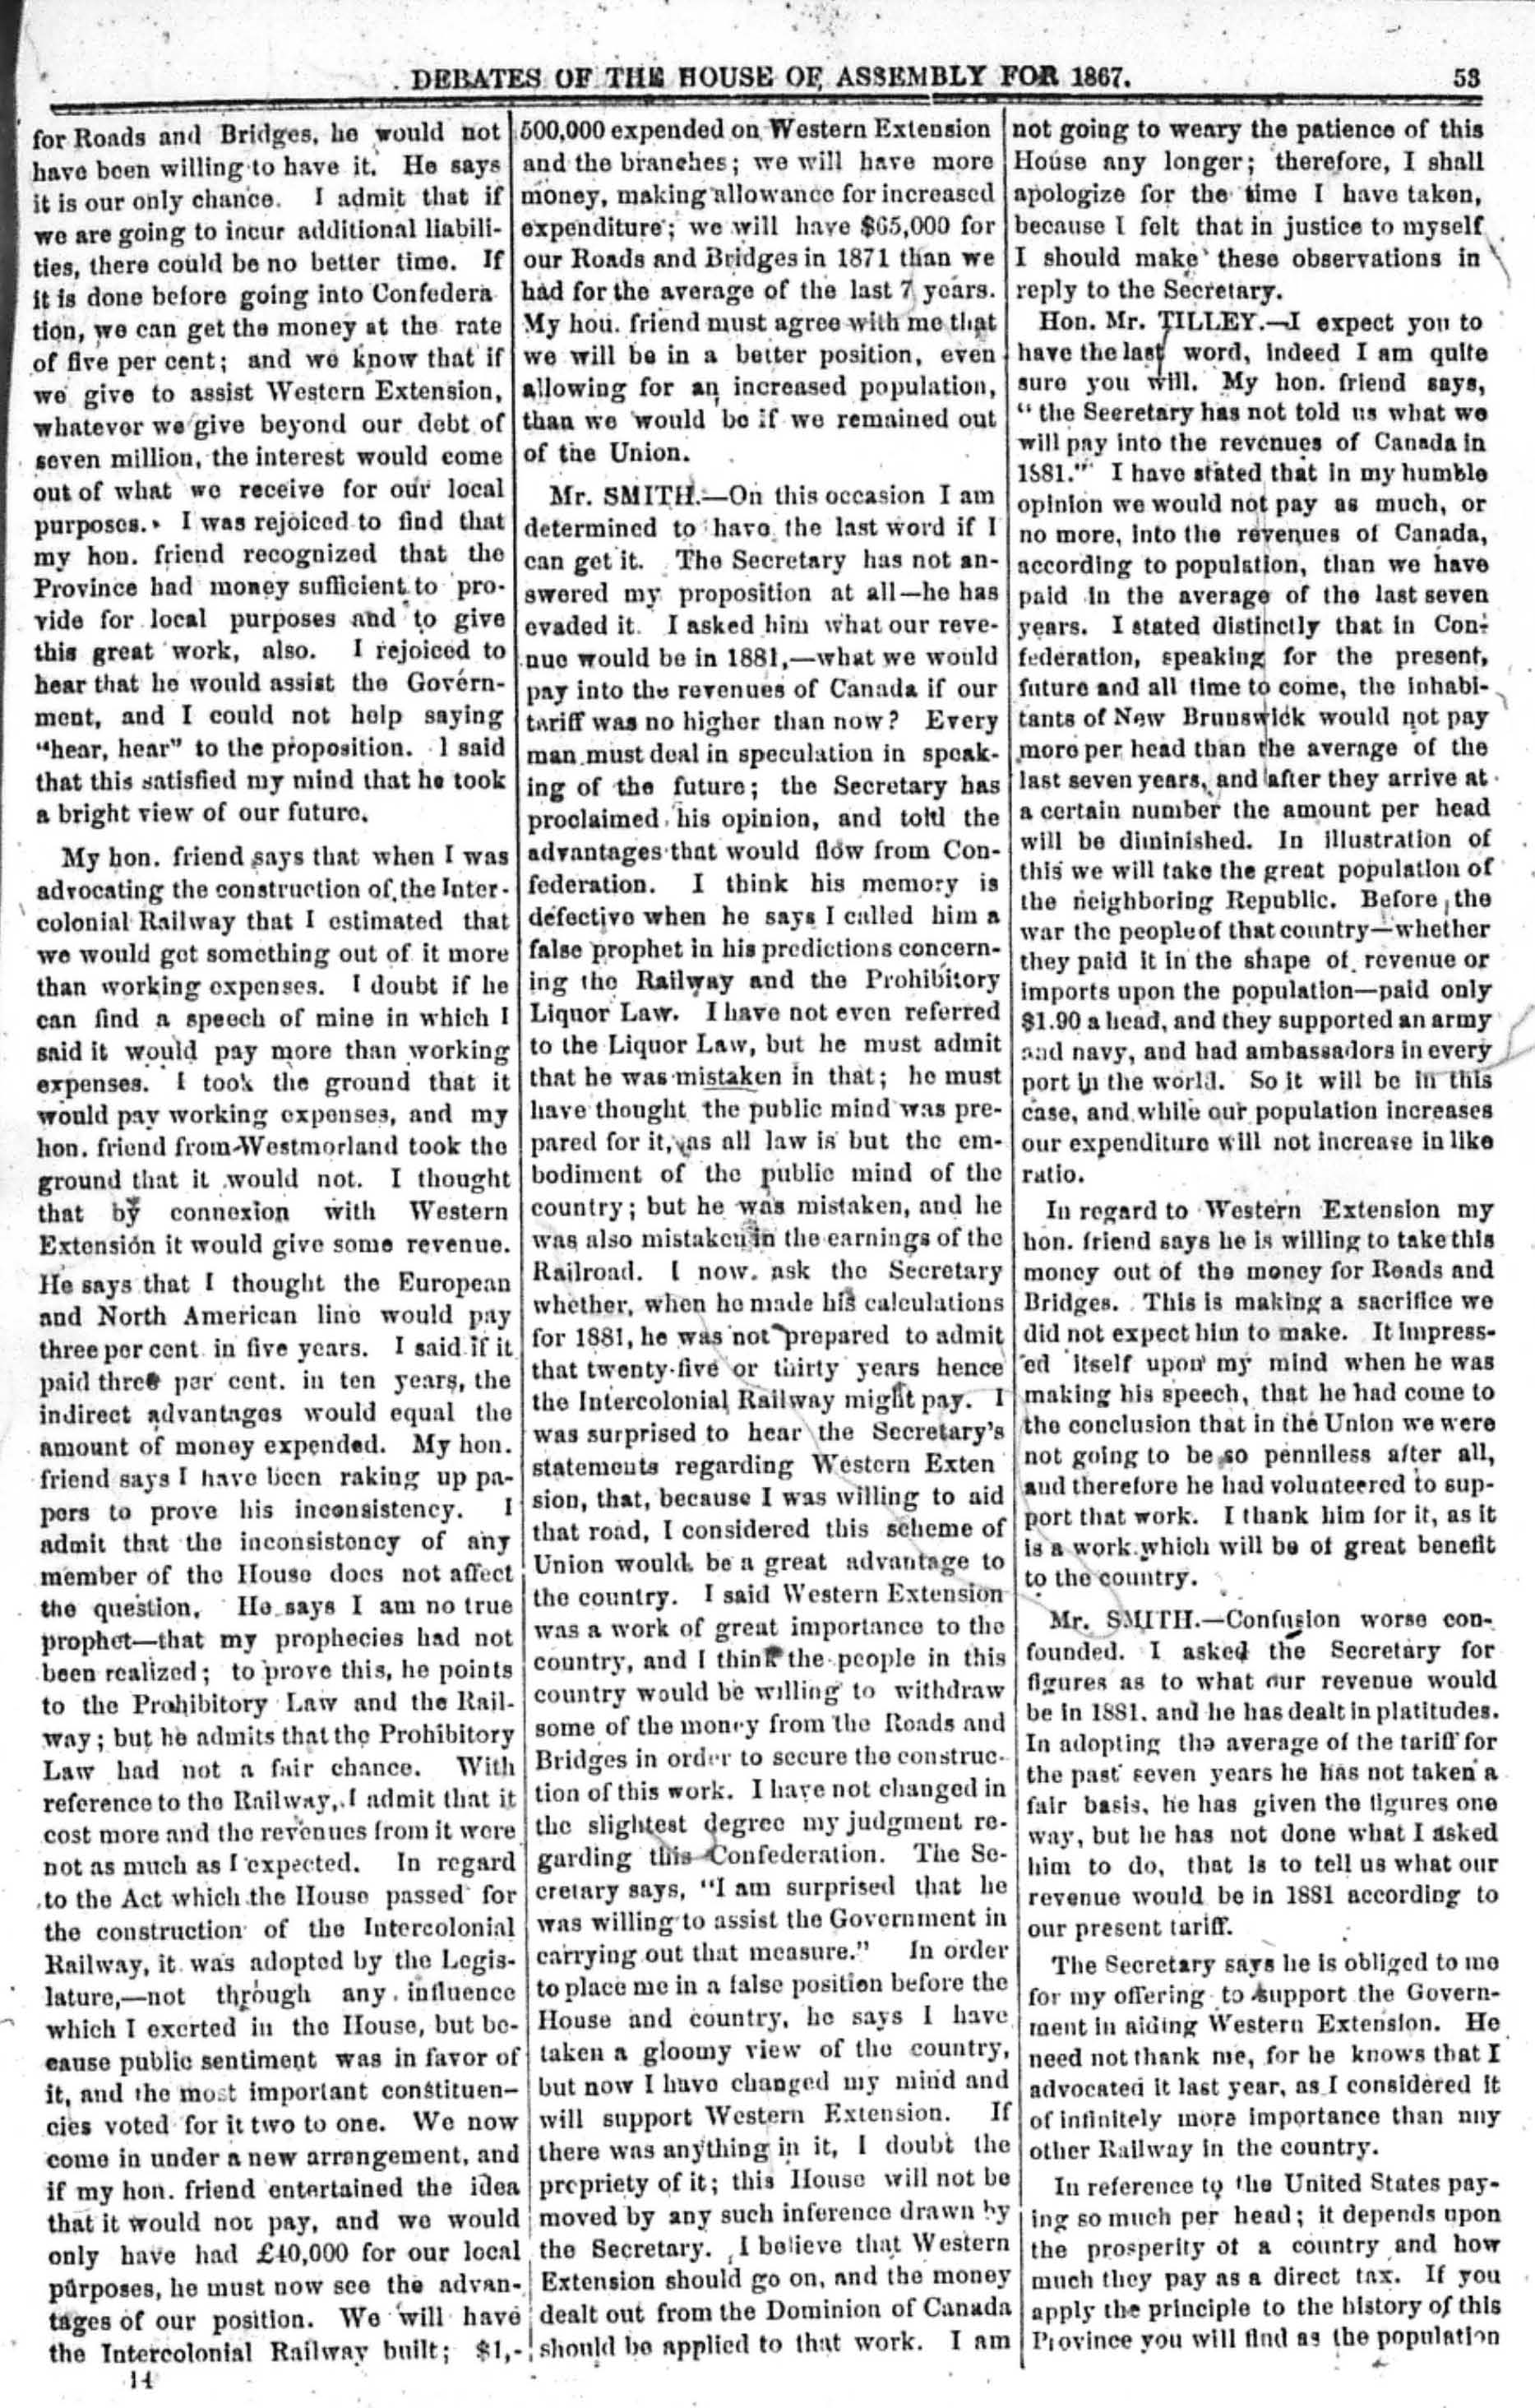 DEBATES OF THE HOUSE OF ASSEMBLY FOR 1867. 53
for Roads and Bridges, he would not
have been willing to have it. He says
it is our only chance. I admit that if
we are going to incur additional liabili-
ties, there could be no better time. If
it is done before going into Confedera
tion, we can get the money at the rate
of five per cent; and we know that if
we give to assist Western Extension,
whatever we give beyond our debt of
seven million, the interest would come
out of what we receive for our local
purposes. I was rejoiced to find that
my hon. friend recognized that the
Province had money sufficient to pro-
vide for local purposes and to give
this great work, also. I rejoiced to
hear that he would assist the Govern-
ment, and I could not help saying
"hear, hear" to the proposition. I said
that this satisfied my mind that he took
a bright view of our future.
My hon. friend says that when I was
advocating the construction of the Inter-
colonial Railway that I estimated that
we would get something out of it more
than working expenses. I doubt if he
can find a speech of mine in which I
said it would pay more than working
expenses. I took the ground that it
would pay working expenses, and my
hon. friend from Westmorland took the
ground that it would not. I thought
that by connexion with Western
Extension it would give some revenue.
He says that I thought the European
and North American line would pay
three per cent in five years. I said if it
paid three per cent. in ten years, the
indirect advantages would equal the
amount of money expended. My hon.
friend says I have been raking up pa-
pers to prove his inconsistency. I
admit that the inconsistency of any
member of the House does not affect
the question. He says I am no true
prophet—that my prophecies had not
been realized; to prove this, he points
to the Prohibitory Law and the Rail-
way; but he admits that the Prohibitory
Law had not a fair chance. With
reference to the Railway, I admit that it
cost more and the revenues from it were
not as much as I expected. In regard
to the Act which the House passed for
the construction of the Intercolonial
Railway, it was adopted by the Legis-
lature,—not through any influence
which I exerted in the House, but be-
cause public sentiment was in favor of
it, and the most important constituen-
cies voted for it two to one. We now
come in under a new arrangement, and
if my hon. friend entertained the idea
that it would not pay, and we would
only have had £40,000 for our local
purposes, he must now see the advan-
tages of our position. We will have
the Intercolonial Railway built; $1,-
14
500,000 expended on Western Extension
and the branches; we will have more
money, making allowance for increased
expenditure; we will have $65,000 for
our Roads and Bridges in 1871 than we
had for the average of the last 7 years.
My hou. friend must agree with me that
we will be in a better position, even
allowing for an increased population,
than we would be if we remained out
of the Union.
Mr. SMITH.—On this occasion I am
determined to have the last word if I
can get it. The Secretary has not an-
swered my proposition at all—he has
evaded it. I asked him what our reve-
nue would be in 1881,—what we would
pay into the revenues of Canada if our
tariff was no higher than now? Every
man must deal in speculation in speak-
ing of the future; the Secretary has
proclaimed his opinion, and told the
advantages that would flow from Con-
federation. I think his memory is
defective when he says I called him a
false prophet in his predictions concern-
ing the Railway and the Prohibitory
Liquor Law. I have not even referred
to the Liquor Law, but he must admit
that he was mistaken in that; he must
have thought the public mind was pre-
pared for it, as all law is but the em-
bodiment of the public mind of the
country; but he was mistaken, and he
was also mistaken in the earnings of the
Railroad. I now ask the Secretary
whether, when he made his calculations
for 1881, he was not prepared to admit
that twenty-five or thirty years hence
the Intercolonial Railway might pay. I
was surprised to hear the Secretary's
statements regarding Western Exten
sion, that, because I was willing to aid
that road, I considered this scheme of
Union would be a great advantage to
the country. I said Western Extension
was a work of great importance to the
country, and I think the people in this
country would be willing to withdraw
some of the money from the Roads and
Bridges in order to secure the construc-
tion of this work. I have not changed in
the slightest degree my judgment re-
garding this Confederation. The Se-
cretary says, "I am surprised that he
was willing to assist the Government in
carrying out that measure." In order
to place me in a false position before the
House and country, he says I have
taken a gloomy view of the country,
but now I have changed my mind and
will support Western Extension. If
there was anything in it, I doubt the
propriety of it; this House will not be
moved by any such inference drawn by
the Secretary. I believe that Western
Extension should go on, and the money
dealt out from the Dominion of Canada
should be applied to that work. I am
not going to weary the patience of this
House any longer; therefore, I shall
apologize for the time I have taken,
because I felt that in justice to myself
I should make these observations in
reply to the Secretary.
Hon. Mr. TILLEY.—I expect you to
have the last word, indeed I am quite
sure you will. My hon. friend says,
"the Seeretary has not told us what we
will pay into the revenues of Canada in
1881." I have stated that in my humble
opinion we would not pay as much, or
no more, into the revenues of Canada,
according to population, than we have
paid in the average of the last seven
years. I stated distinctly that in Con-
federation, speaking for the present,
future and all time to come, the inhabi-
tants of New Brunswick would not pay
more per head than the average of the
last seven years, and after they arrive at
a certain number the amount per head
will be diminished. In illustration of
this we will take the great population of
the neighboring Republic. Before the
war the people of that country—whether
they paid it in the shape of revenue or
imports upon the population—paid only
$1.90 a head, and they supported an army
and navy, and had ambassadors in every
port in the world. So it will be in this
case, and while our population increases
our expenditure will not increase in like
ratio.
In regard to Western Extension my
hon. friend says he is willing to take this
money out of the money for Roads and
Bridges. This is making a sacrifice we
did not expect him to make. It impress-
ed itself upon my mind when he was
making his speech, that he had come to
the conclusion that in the Union we were
not going to be so penniless after all,
and therefore he had volunteered to sup-
port that work. I thank him for it, as it
is a work which will be of great benefit
to the country.
Mr. SMITH.—Confusion worse con-
founded. I asked the Secretary for
figures as to what our revenue would
be in 1881, and he has dealt in platitudes.
In adopting the average of the tariff for
the past seven years he has not taken a
fair basis, he has given the figures one
way, but he has not done what I asked
him to do, that is to tell us what our
revenue would be in 1881 according to
our present tariff.
The Secretary says he is obliged to me
for my offering to support the Govern-
ment in aiding Western Extension. He
need not thank me, for he knows that I
advocated it last year, as I considered it
of infinitely more importance than any
other Railway in the country.
In reference to the United States pay-
ing so much per head; it depends upon
the prosperity of a country and how
much they pay as a direct tax. If you
apply the principle to the history of this
Province you will find as the population